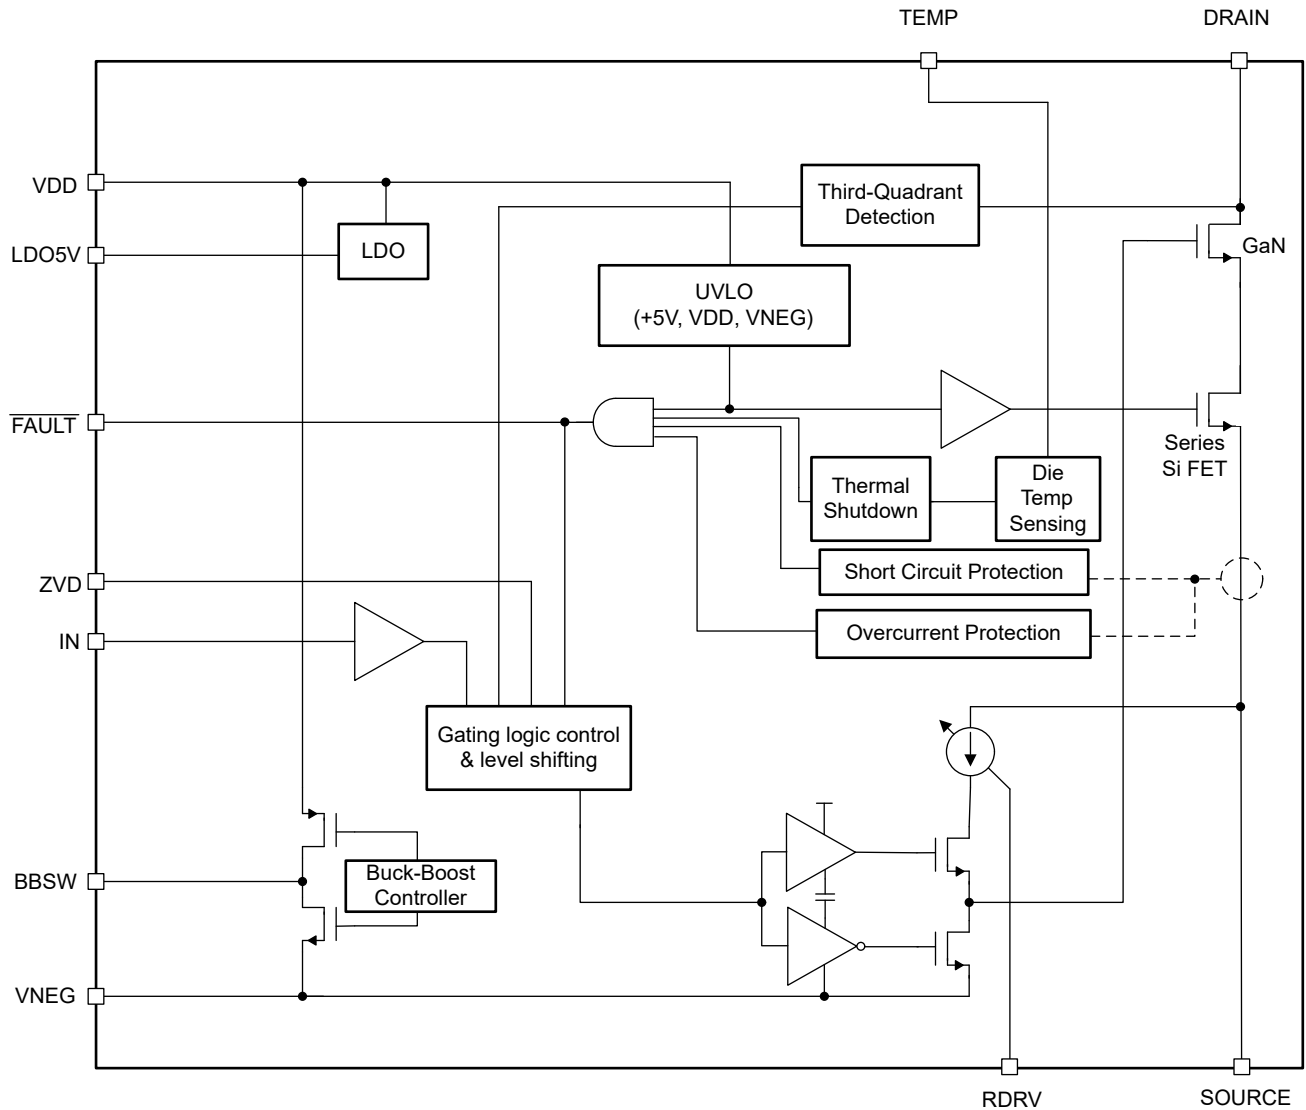 TEMP
DRAIN
VDD
Third-Quadrant
Detection
LDO5V
LDO
GaN
UVLO
(+5V, VDD, VNEG)
FAULT
Series
Si FET
Thermal
Shutdown
Die
Temp
Sensing
Short Circuit Protection
ZVD
IN
Overcurrent Protection
Gating logic control
& level shifting
BBSW
Buck-Boost
Controller
VNEG
RDRV
SOURCE